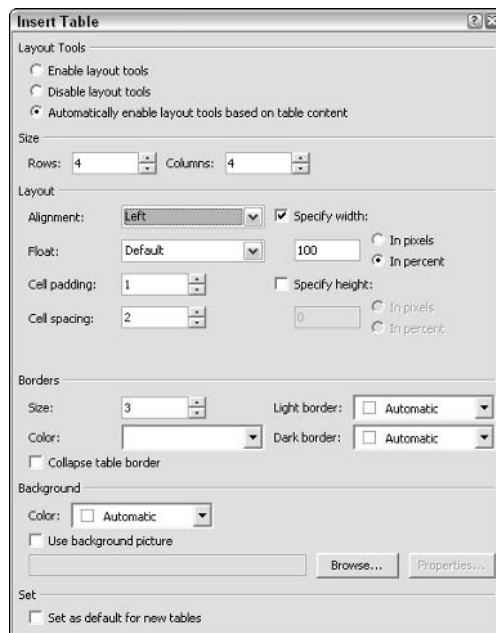 Insert Table
Layout Tools
Enable layout tools
Disable layout tools
Automatically enable layout tools based on table content
Size
Rows: 4 Columns: 4
Layout
Alignment: Left Specify width:
Float: Default 100 In pixels
In percent
Cell padding: 1 Specify height:
Cell spacing: 2 0 In pixels
In percent
Borders
Size: 3 Light border: Automatic
Color: Dark border: Automatic
Collapse table border
Background
Color: Automatic
Use background picture
Browse... Properties...
Set
Set as default for new tables